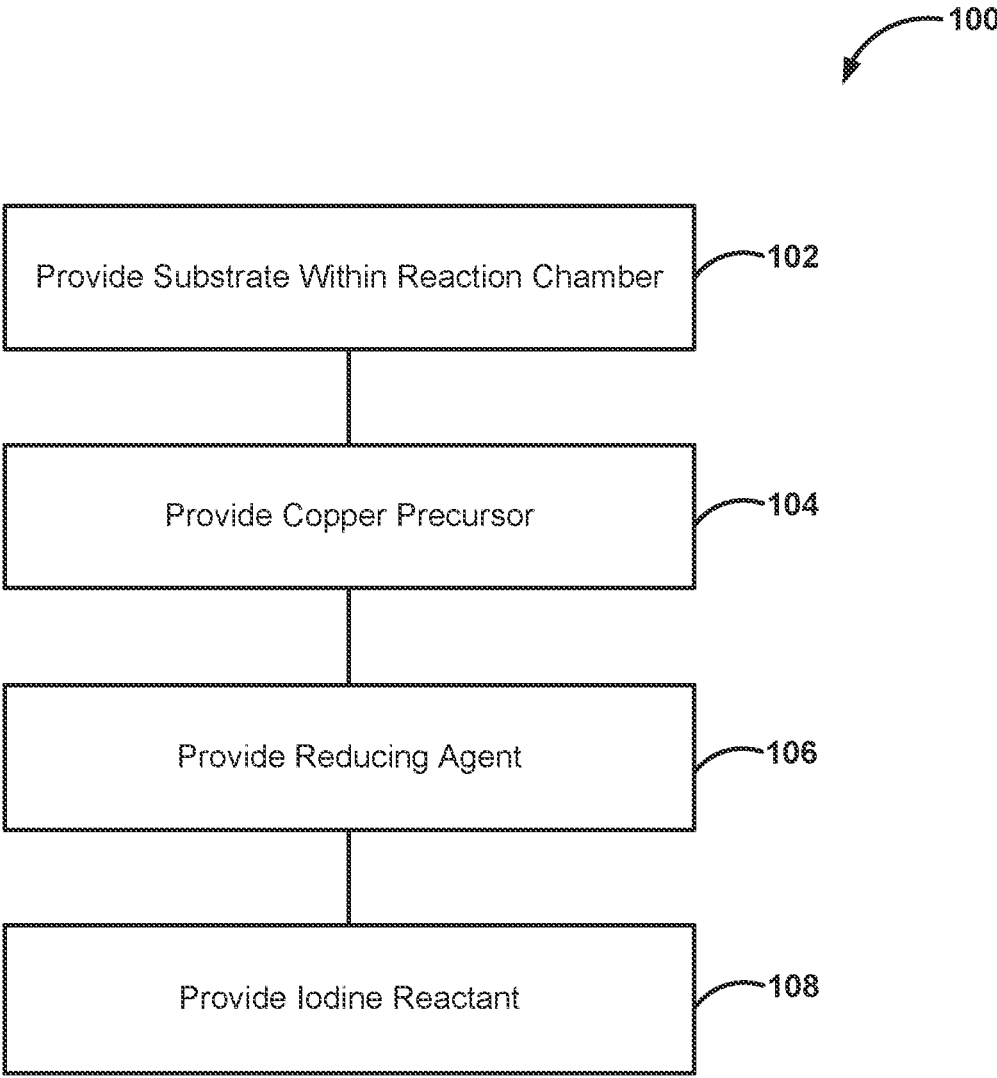 100
Provide Substrate Within Reaction Chamber
102
Provide Copper Precursor
104
Provide Reducing Agent
106
Provide Iodine Reactant
108